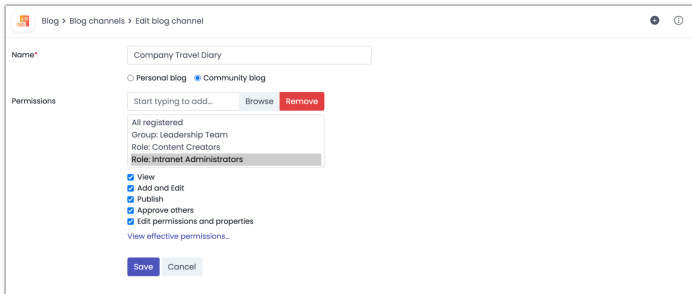 Blog > Blog channels > Edit blog channel
Name*
Company Travel Diary
Personal blog Community blog
Permissions
Start typing to add... Browse Remove
All registered
Group: Leadership Team
Role: Content Creators
Role: Intranet Administrators
View
Add and Edit
Publish
Approve others
Edit permissions and properties
View effective permissions...
Save Cancel